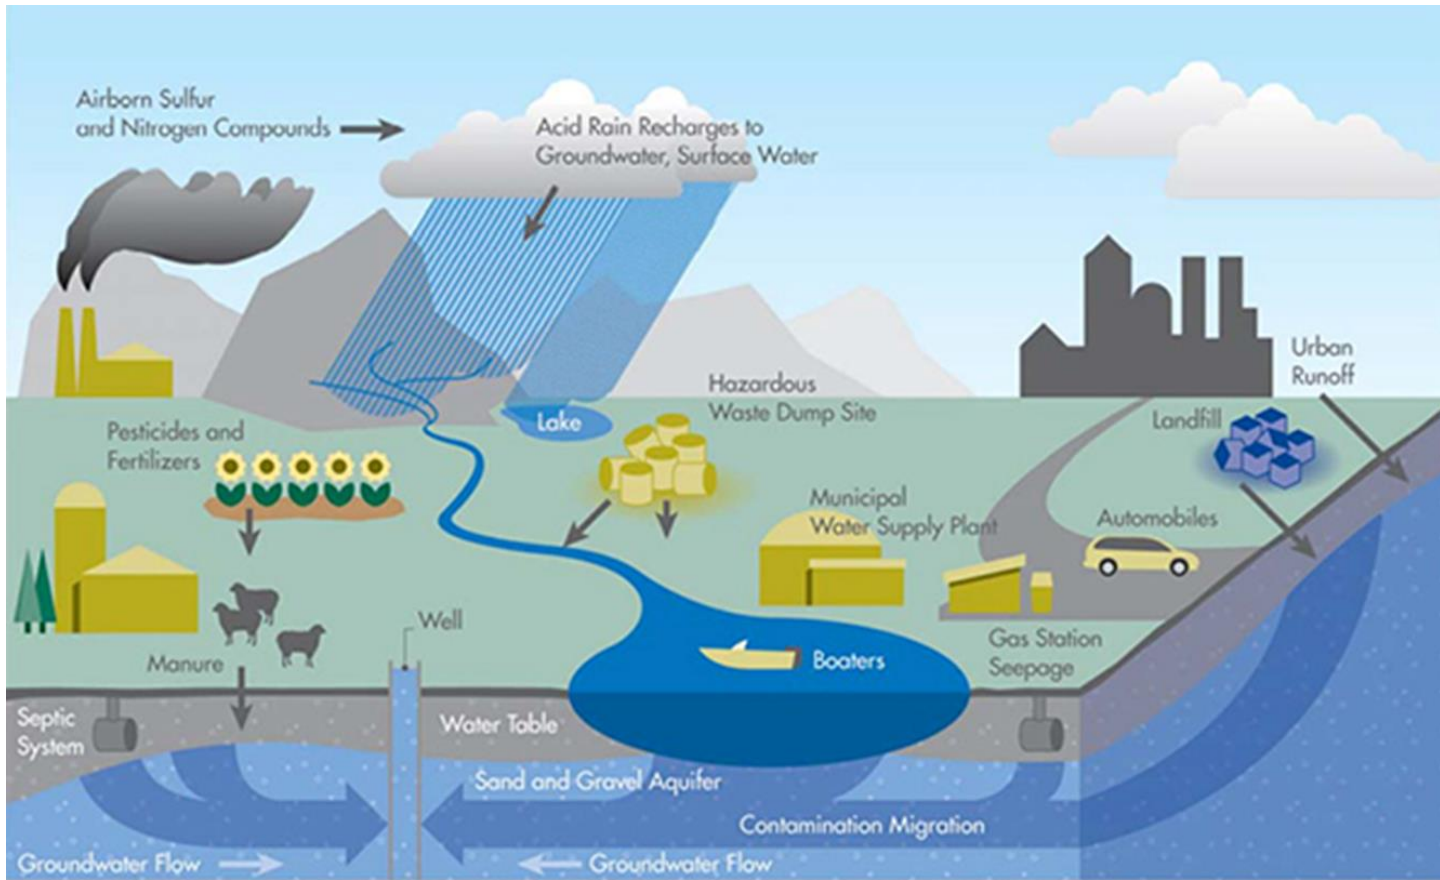 Airborn Sulfur
and Nitrogen Compounds
Acid Rain Recharges to
Groundwater, Surface Water
Urban
Runoff
Hazardous
Waste Dump Site
Lake
Landfill
Pesticides and
Fertilizers
Municipal
Water Supply Plant
Automobiles
Well
Gas Station
Seepage
Manure
Boaters
Septic
System
Water Table
Sand and Gravel Aquifer
Contamination Migration
Groundwater Flow
Groundwater Flow